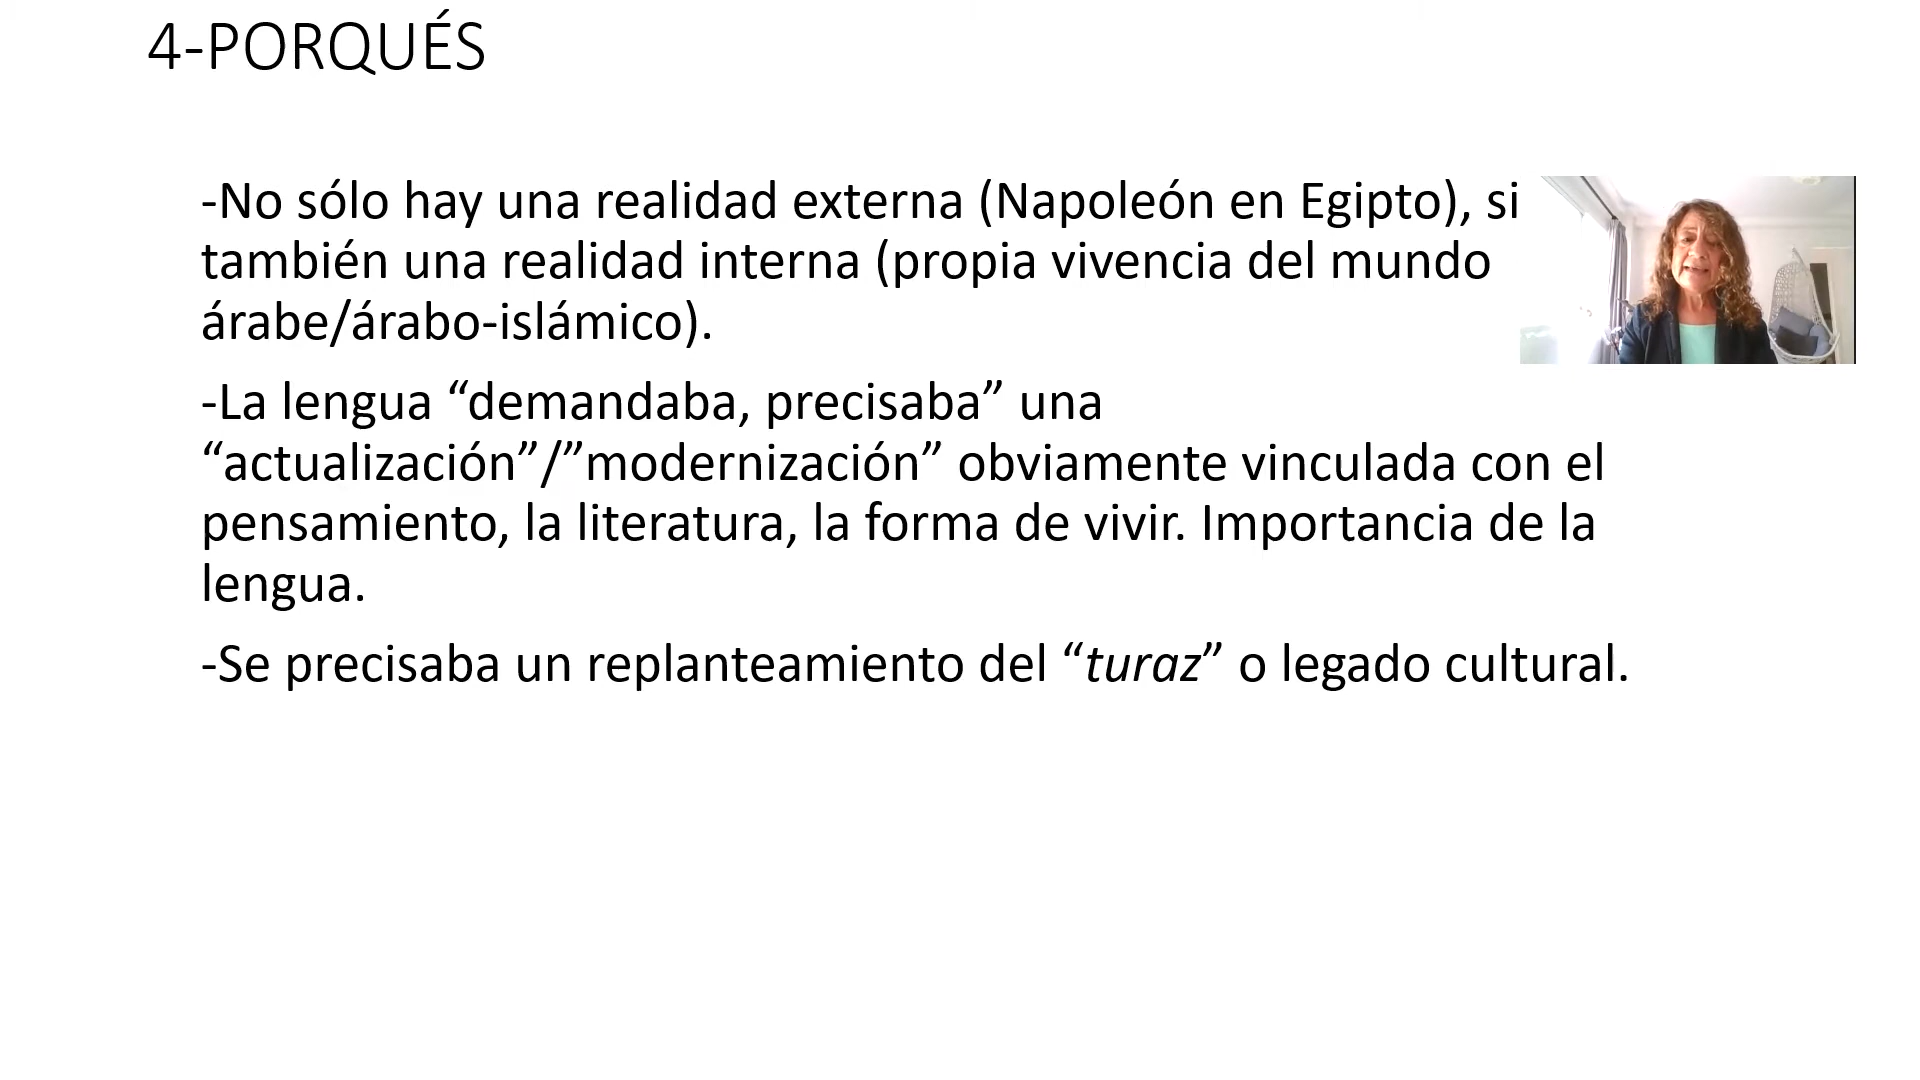 4-PORQUÉS
-No sólo hay una realidad externa (Napoleón en Egipto), si
también una realidad interna (propia vivencia del mundo
árabe/árabo-islámico).
-La lengua “demandaba, precisaba” una
“actualización”/”modernización” obviamente vinculada con el
pensamiento, la literatura, la forma de vivir. Importancia de la
lengua.
-Se precisaba un replanteamiento del “turaz” o legado cultural.